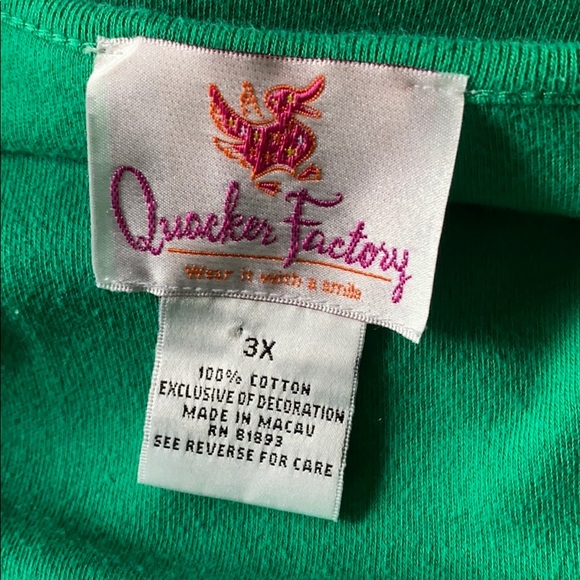 Quacker Factory
Wear it with a smile
3X
100% COTTON
EXCLUSIVE OF DECORATION
MADE IN MACAU
RN 81893
SEE REVERSE FOR CARE